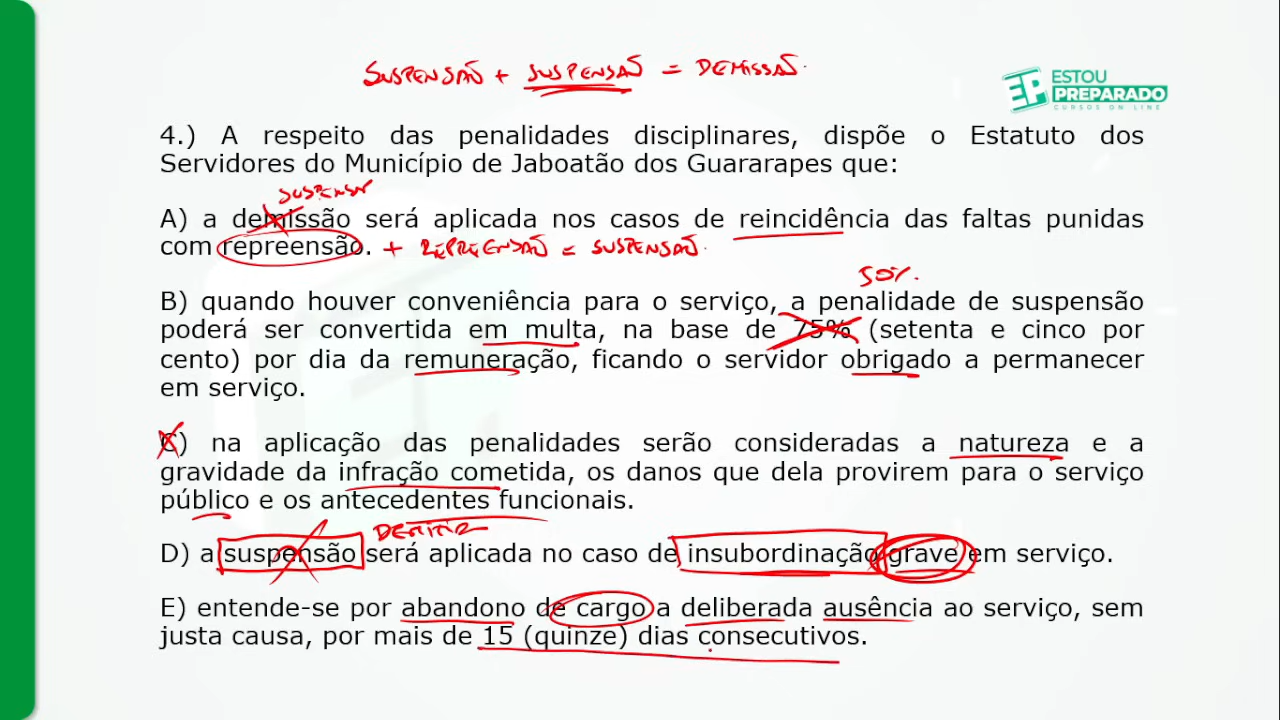 SUSPENSÃO + SUSPENSÃO = DEMISSÃO.
ESTOU
PREPARADO
CURSOS ON LINE
4.) A respeito das penalidades disciplinares, dispõe o Estatuto dos
Servidores do Município de Jaboatão dos Guararapes que:
A) a demissão será aplicada nos casos de reincidência das faltas punidas
com repreensão. + REPREENSÃO = SUSPENSÃO.
50%.
B) quando houver conveniência para o serviço, a penalidade de suspensão
poderá ser convertida em multa, na base de 75% (setenta e cinco por
cento) por dia da remuneração, ficando o servidor obrigado a permanecer
em serviço.
C) na aplicação das penalidades serão consideradas a natureza e a
gravidade da infração cometida, os danos que dela provirem para o serviço
público e os antecedentes funcionais.
D) a suspensão será aplicada no caso de insubordinação grave em serviço.
E) entende-se por abandono de cargo a deliberada ausência ao serviço, sem
justa causa, por mais de 15 (quinze) dias consecutivos.